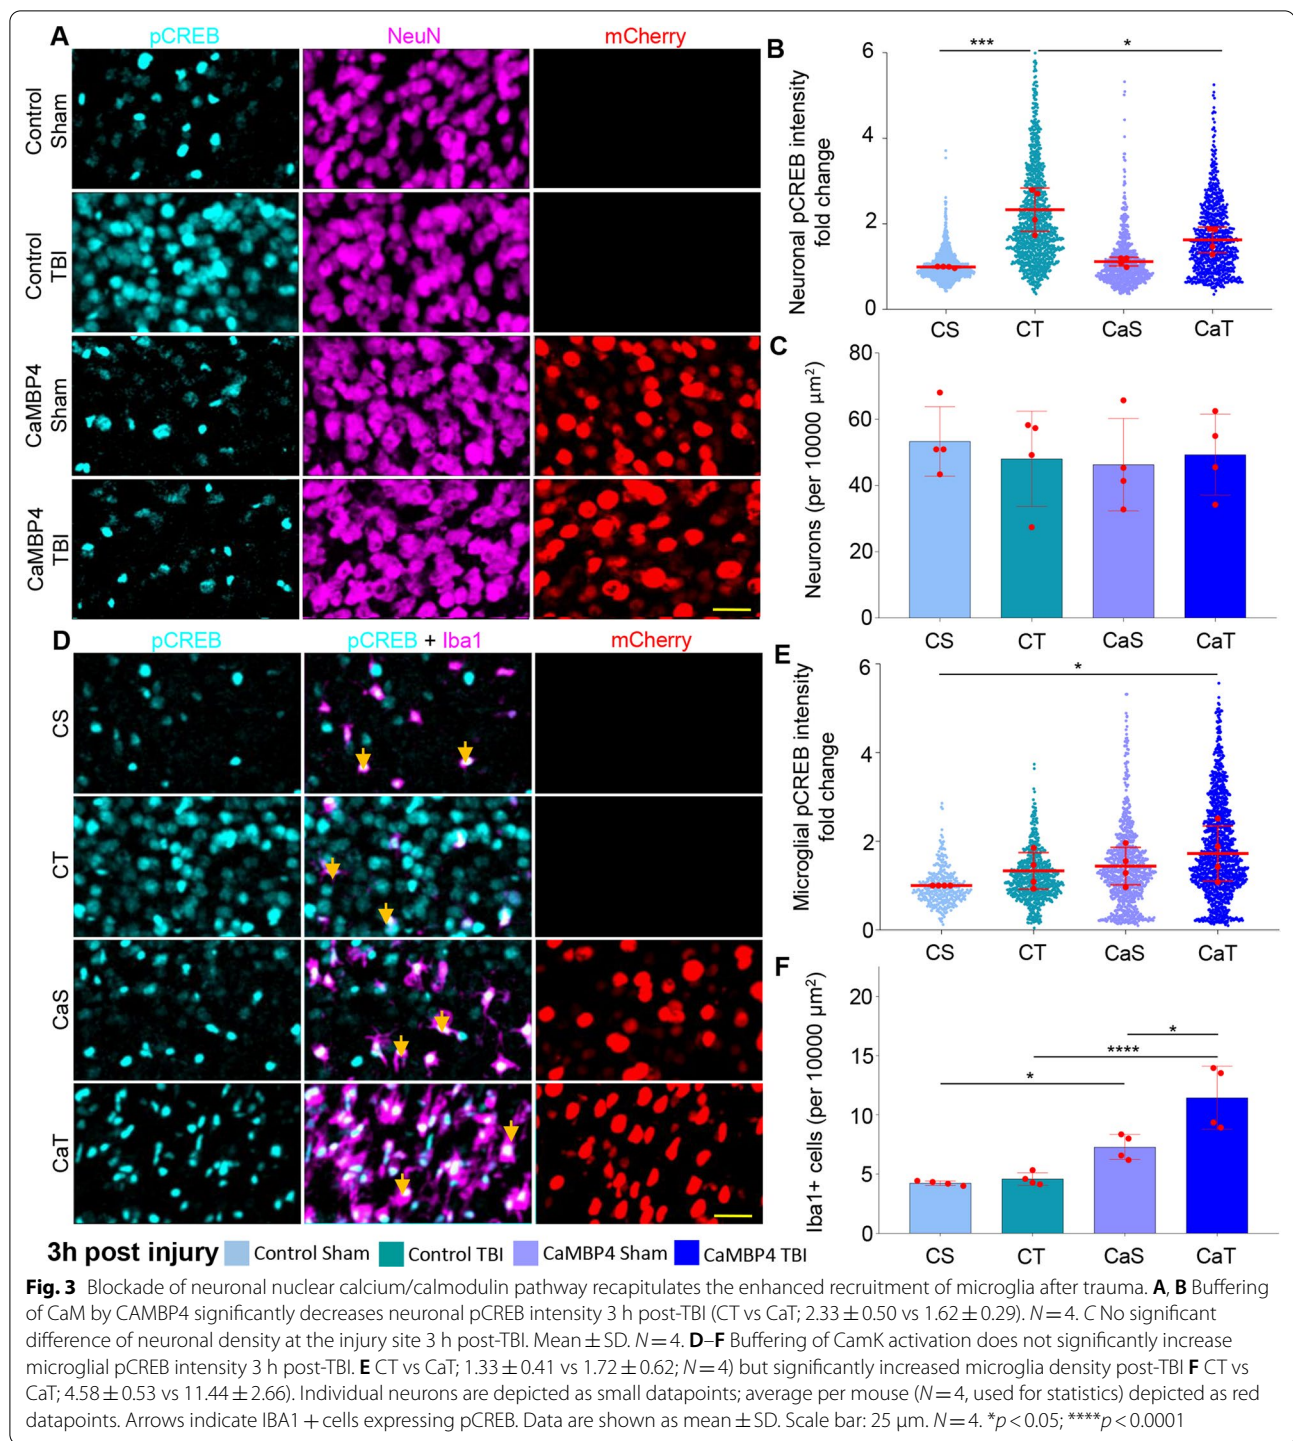 A
pCREB NeuN mCherry
Control
Sham
Control
TBI
CaMBP4
Sham
CaMBP4
TBI
B
Neuronal pCREB intensity
fold change
6
4
2
0
*** *
CS CT CaS CaT
C
Neurons (per 10000 µm²)
80
60
40
20
0
CS CT CaS CaT
D
pCREB pCREB + Iba1 mCherry
CS
CT
CaS
CaT
E
Microglial pCREB intensity
fold change
6
4
2
0
*
CS CT CaS CaT
F
Iba1+ cells (per 10000 µm²)
20
15
10
5
0
*
****
*
CS CT CaS CaT
3h post injury Control Sham Control TBI CaMBP4 Sham CaMBP4 TBI
Fig. 3 Blockade of neuronal nuclear calcium/calmodulin pathway recapitulates the enhanced recruitment of microglia after trauma. A, B Buffering
of CaM by CAMBP4 significantly decreases neuronal pCREB intensity 3 h post-TBI (CT vs CaT; 2.33 ± 0.50 vs 1.62 ± 0.29). N = 4. C No significant
difference of neuronal density at the injury site 3 h post-TBI. Mean ± SD. N = 4. D–F Buffering of CamK activation does not significantly increase
microglial pCREB intensity 3 h post-TBI. E CT vs CaT; 1.33 ± 0.41 vs 1.72 ± 0.62; N = 4) but significantly increased microglia density post-TBI F CT vs
CaT; 4.58 ± 0.53 vs 11.44 ± 2.66). Individual neurons are depicted as small datapoints; average per mouse (N = 4, used for statistics) depicted as red
datapoints. Arrows indicate IBA1 + cells expressing pCREB. Data are shown as mean ± SD. Scale bar: 25 µm. N = 4. *p < 0.05; ****p < 0.0001